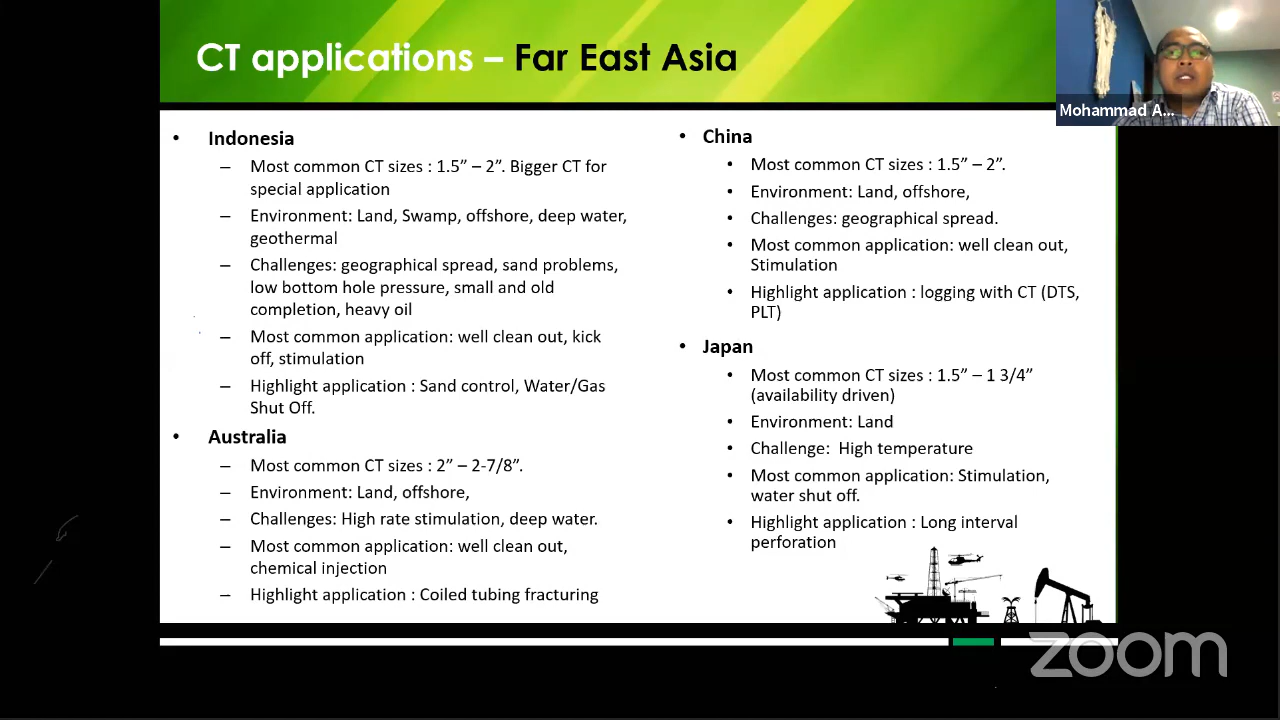 CT applications – Far East Asia
Mohammad A...
• Indonesia
– Most common CT sizes : 1.5” – 2”. Bigger CT for
special application
– Environment: Land, Swamp, offshore, deep water,
geothermal
– Challenges: geographical spread, sand problems,
low bottom hole pressure, small and old
completion, heavy oil
– Most common application: well clean out, kick
off, stimulation
– Highlight application : Sand control, Water/Gas
Shut Off.
• Australia
– Most common CT sizes : 2” – 2-7/8”.
– Environment: Land, offshore,
– Challenges: High rate stimulation, deep water.
– Most common application: well clean out,
chemical injection
– Highlight application : Coiled tubing fracturing
• China
• Most common CT sizes : 1.5” – 2”.
• Environment: Land, offshore,
• Challenges: geographical spread.
• Most common application: well clean out,
Stimulation
• Highlight application : logging with CT (DTS,
PLT)
• Japan
• Most common CT sizes : 1.5” – 1 3/4”
(availability driven)
• Environment: Land
• Challenge: High temperature
• Most common application: Stimulation,
water shut off.
• Highlight application : Long interval
perforation
zoom